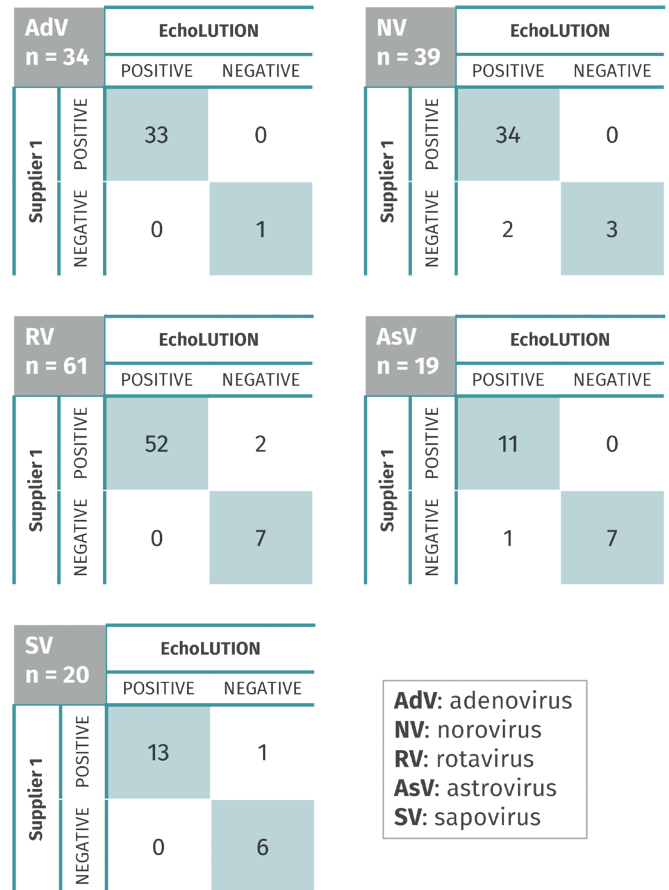 AdV
n = 34
EchoLUTION
POSITIVE NEGATIVE
Supplier 1
POSITIVE
33 0
NEGATIVE
0 1
NV
n = 39
EchoLUTION
POSITIVE NEGATIVE
Supplier 1
POSITIVE
34 0
NEGATIVE
2 3
RV
n = 61
EchoLUTION
POSITIVE NEGATIVE
Supplier 1
POSITIVE
52 2
NEGATIVE
0 7
AsV
n = 19
EchoLUTION
POSITIVE NEGATIVE
Supplier 1
POSITIVE
11 0
NEGATIVE
1 7
SV
n = 20
EchoLUTION
POSITIVE NEGATIVE
Supplier 1
POSITIVE
13 1
NEGATIVE
0 6
AdV: adenovirus
NV: norovirus
RV: rotavirus
AsV: astrovirus
SV: sapovirus